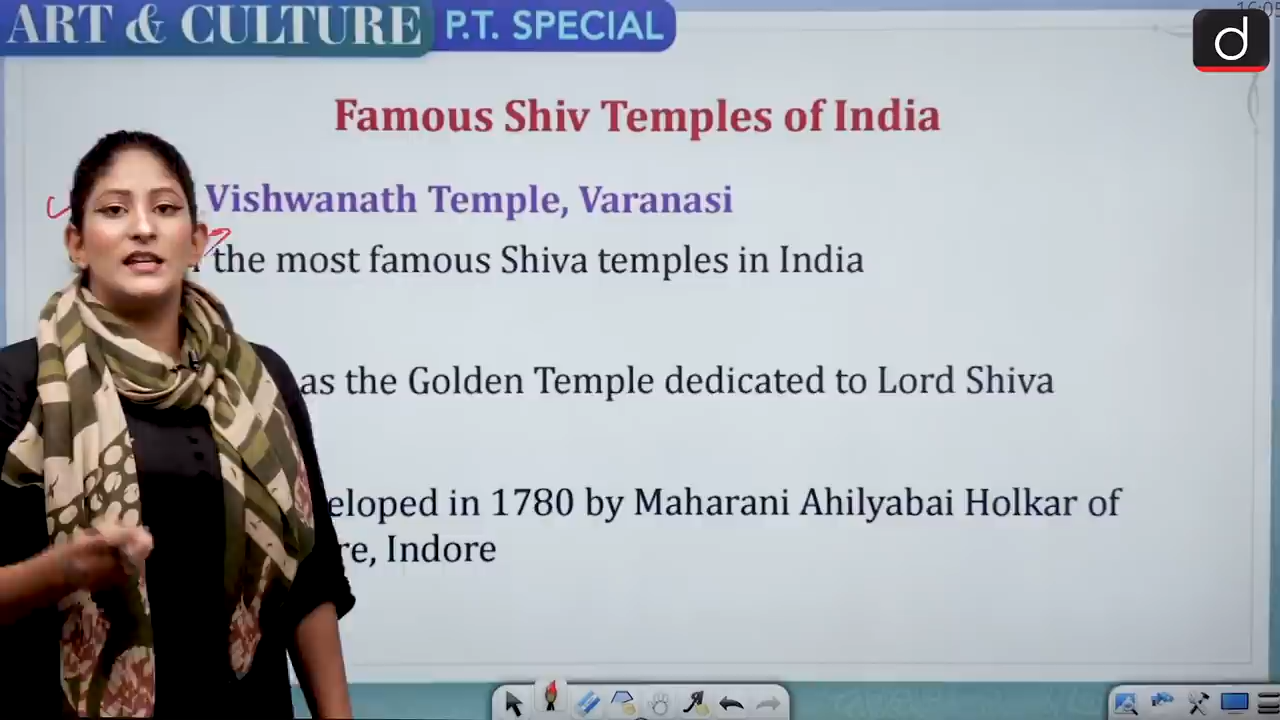 ART & CULTURE P.T. SPECIAL
d
Famous Shiv Temples of India
Vishwanath Temple, Varanasi
the most famous Shiva temples in India
as the Golden Temple dedicated to Lord Shiva
eloped in 1780 by Maharani Ahilyabai Holkar of
re, Indore